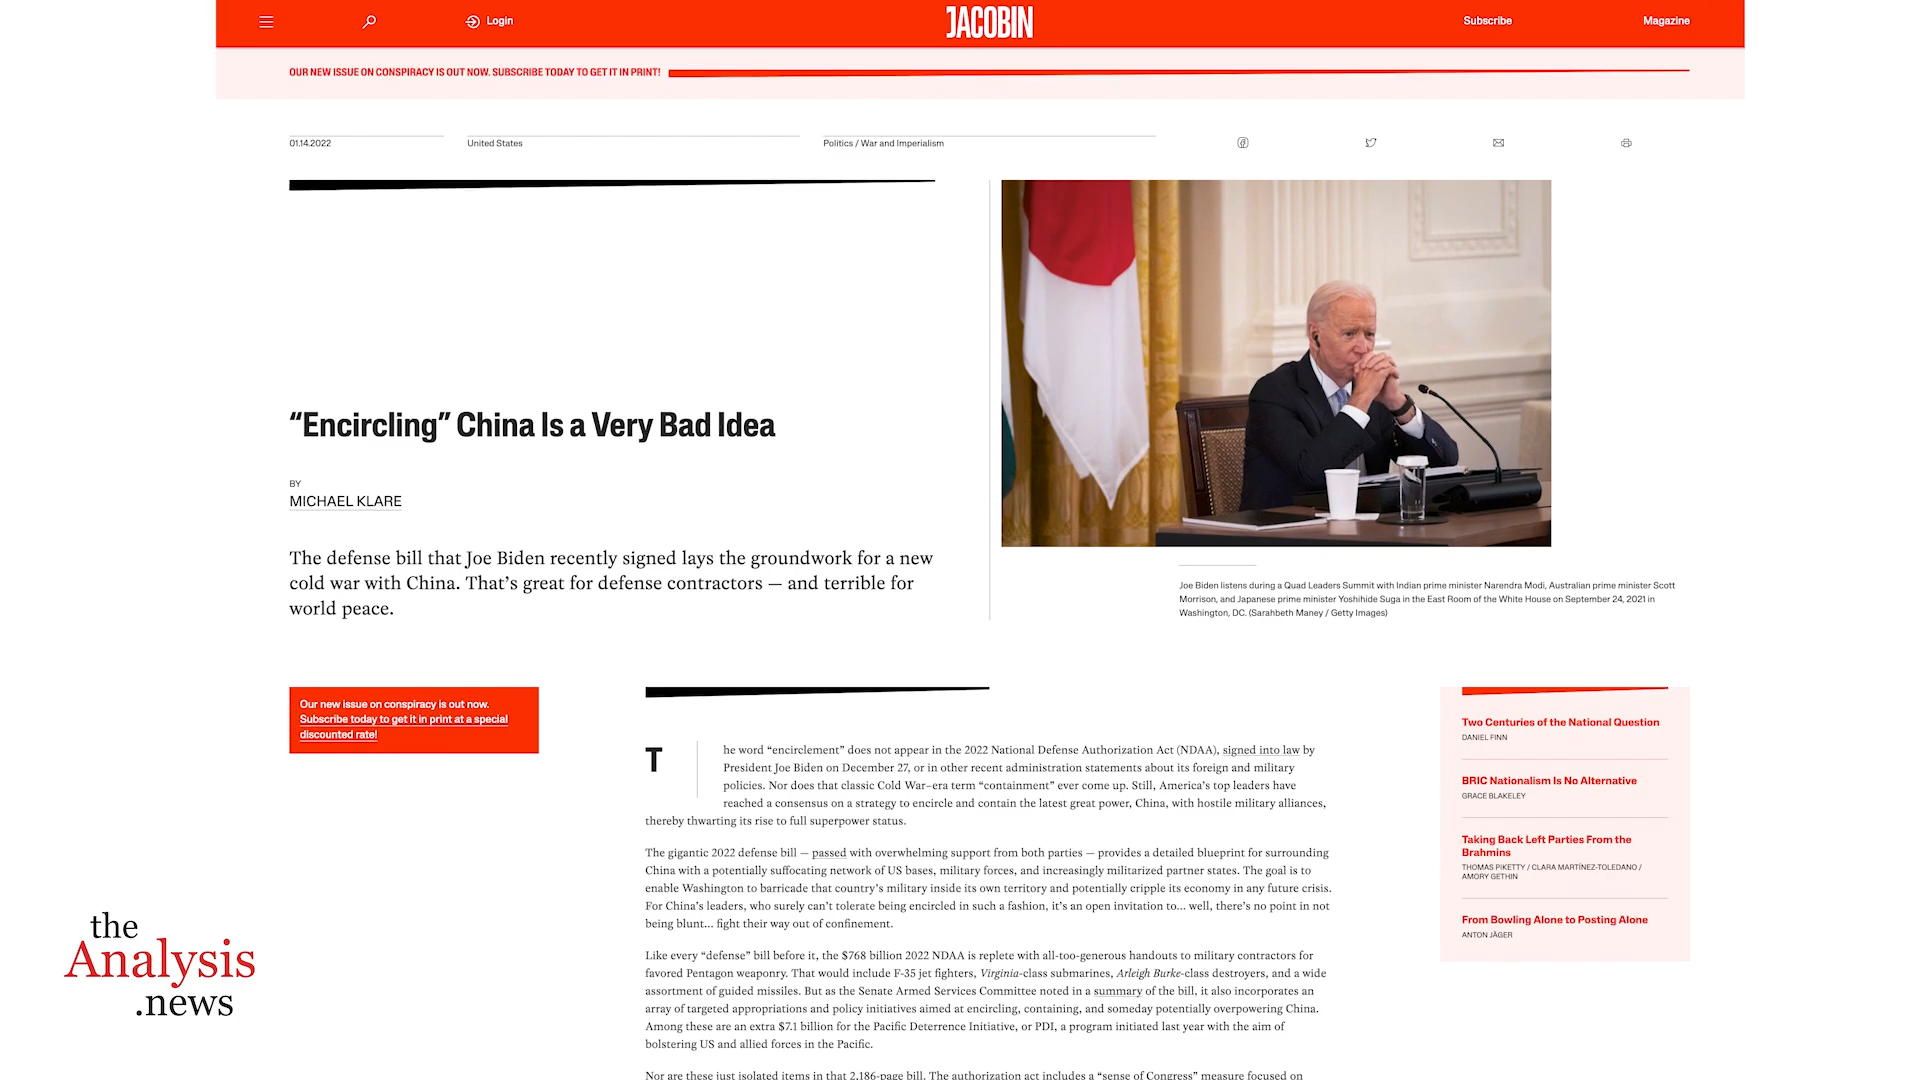 Login
JACOBIN
Subscribe
Magazine
OUR NEW ISSUE ON CONSPIRACY IS OUT NOW. SUBSCRIBE TODAY TO GET IT IN PRINT!
01.14.2022
United States
Politics / War and Imperialism
“Encircling” China Is a Very Bad Idea
BY
MICHAEL KLARE
The defense bill that Joe Biden recently signed lays the groundwork for a new
cold war with China. That’s great for defense contractors — and terrible for
world peace.
Joe Biden listens during a Quad Leaders Summit with Indian prime minister Narendra Modi, Australian prime minister Scott
Morrison, and Japanese prime minister Yoshihide Suga in the East Room of the White House on September 24, 2021 in
Washington, DC. (Sarahbeth Maney / Getty Images)
Our new issue on conspiracy is out now.
Subscribe today to get it in print at a special
discounted rate!
The word “encirclement” does not appear in the 2022 National Defense Authorization Act (NDAA), signed into law by
President Joe Biden on December 27, or in other recent administration statements about its foreign and military
policies. Nor does that classic Cold War–era term “containment” ever come up. Still, America’s top leaders have
reached a consensus on a strategy to encircle and contain the latest great power, China, with hostile military alliances,
thereby thwarting its rise to full superpower status.
The gigantic 2022 defense bill — passed with overwhelming support from both parties — provides a detailed blueprint for surrounding
China with a potentially suffocating network of US bases, military forces, and increasingly militarized partner states. The goal is to
enable Washington to barricade that country’s military inside its own territory and potentially cripple its economy in any future crisis.
For China’s leaders, who surely can’t tolerate being encircled in such a fashion, it’s an open invitation to… well, there’s no point in not
being blunt… fight their way out of confinement.
Like every “defense” bill before it, the $768 billion 2022 NDAA is replete with all-too-generous handouts to military contractors for
favored Pentagon weaponry. That would include F-35 jet fighters, Virginia-class submarines, Arleigh Burke-class destroyers, and a wide
assortment of guided missiles. But as the Senate Armed Services Committee noted in a summary of the bill, it also incorporates an
array of targeted appropriations and policy initiatives aimed at encircling, containing, and someday potentially overpowering China.
Among these are an extra $7.1 billion for the Pacific Deterrence Initiative, or PDI, a program initiated last year with the aim of
bolstering US and allied forces in the Pacific.
Nor are these just isolated items in that 2,186-page bill. The authorization act includes a “sense of Congress” measure focused on
Two Centuries of the National Question
DANIEL FINN
BRIC Nationalism Is No Alternative
GRACE BLAKELEY
Taking Back Left Parties From the
Brahmins
THOMAS PIKETTY / CLARA MARTÍNEZ-TOLEDANO /
AMORY GETHIN
From Bowling Alone to Posting Alone
ANTON JÄGER
the
Analysis
.news